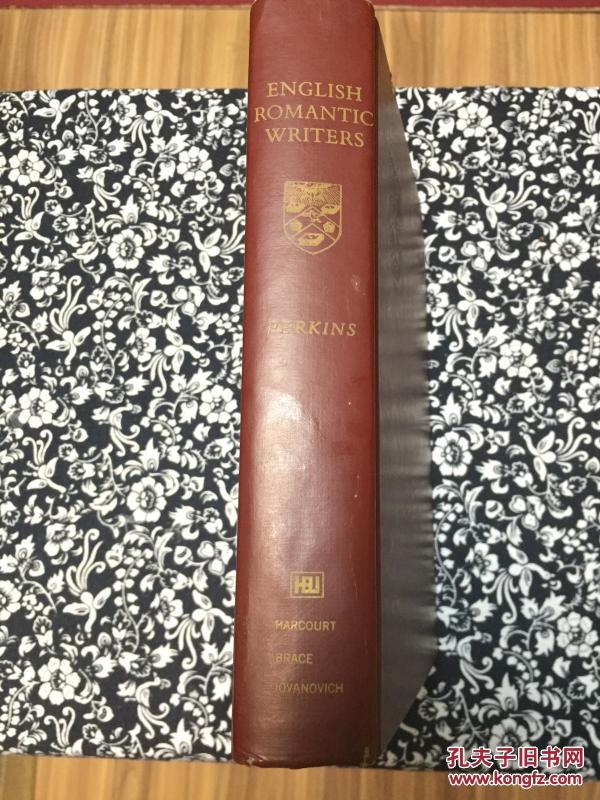 ENGLISH
ROMANTIC
WRITERS
PERKINS
HBJ
HARCOURT
BRACE
JOVANOVICH
孔夫子旧书网
www.kongfz.com